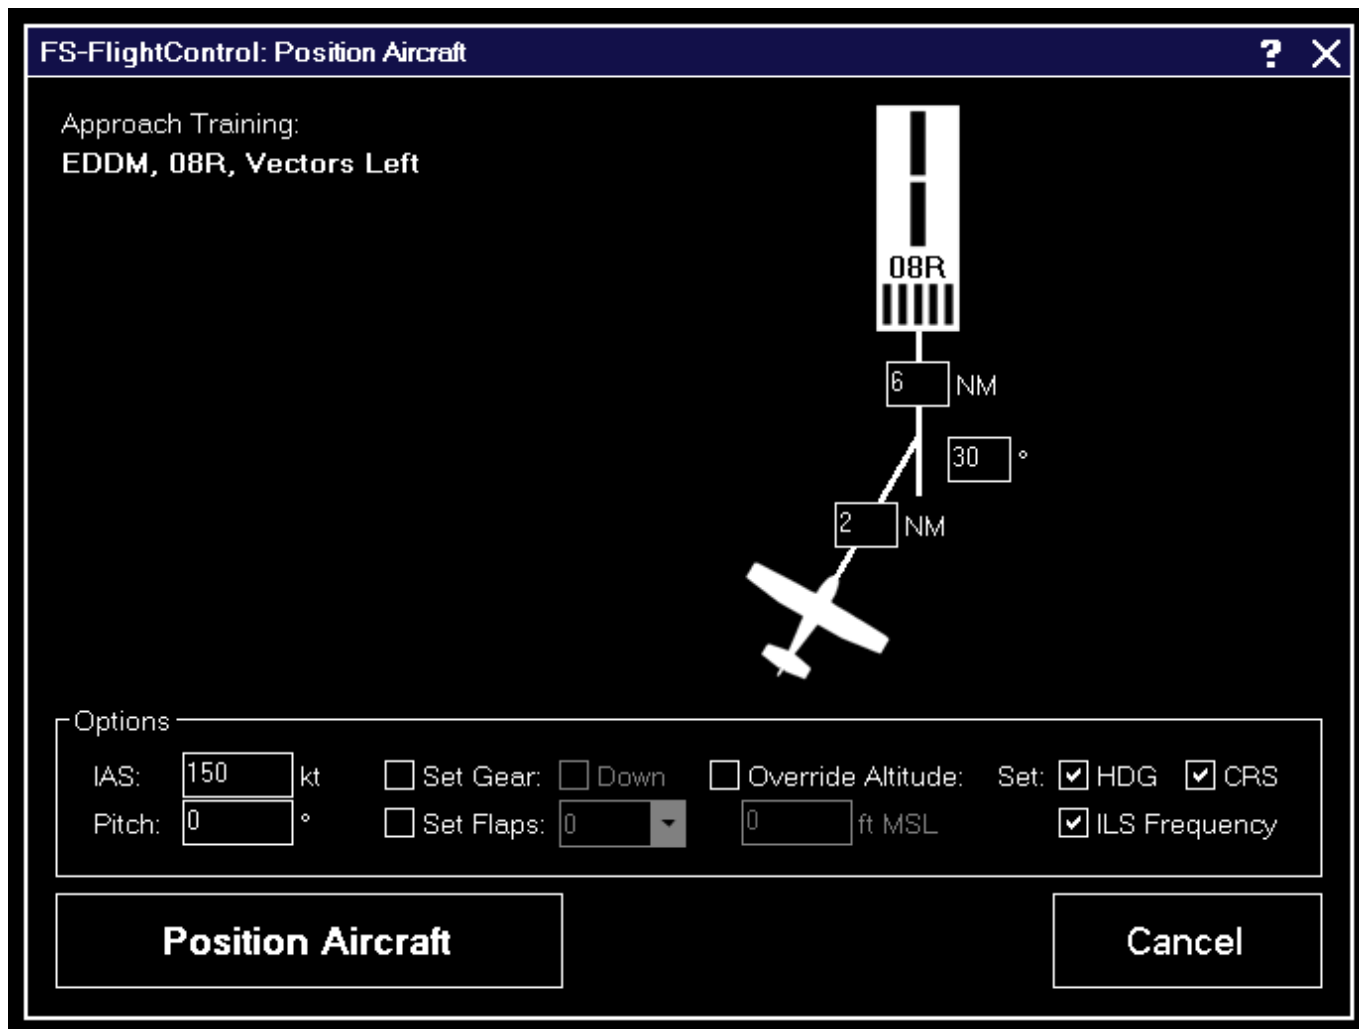 FS-FlightControl: Position Aircraft ?
Approach Training:
EDDM, 08R, Vectors Left
08R
6 NM
30 °
2 NM
Options
IAS: 150 kt Set Gear: Down Override Altitude: Set: HDG CRS
Pitch: 0 ° Set Flaps: 0 0 ft MSL ILS Frequency
Position Aircraft Cancel